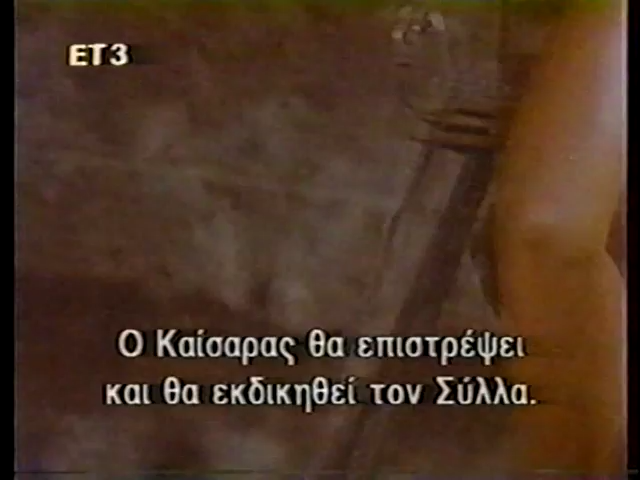 ET3
Ο Καίσαρας θα επιστρέψει
και θα εκδικηθεί τον Σύλλα.